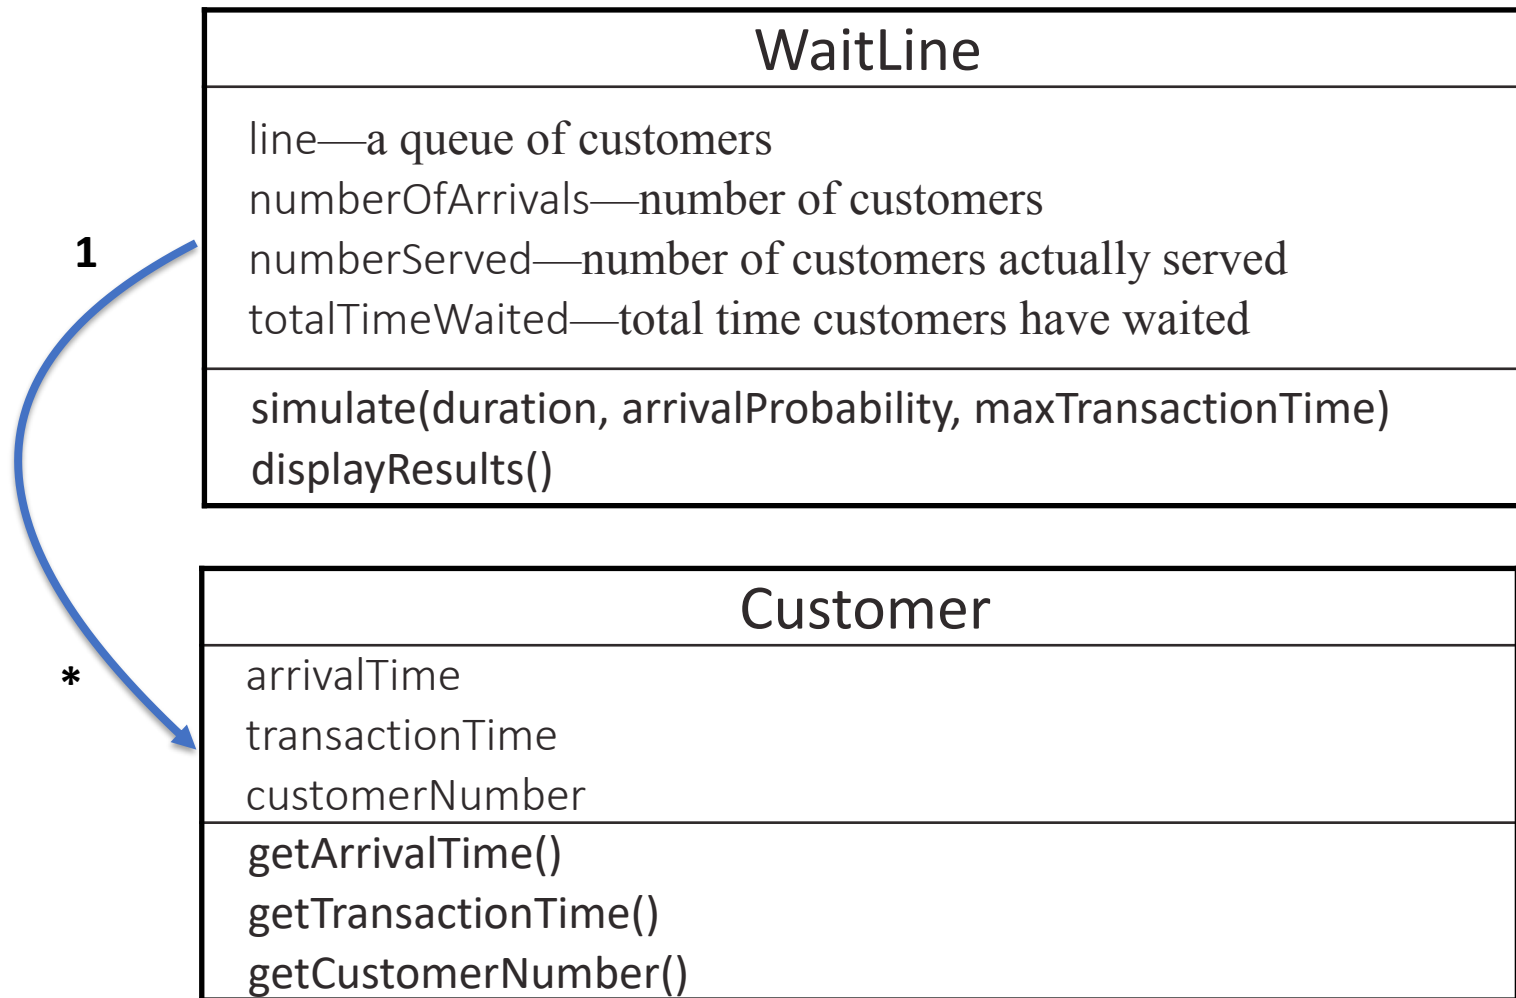 WaitLine
line—a queue of customers
numberOfArrivals—number of customers
1
numberServed—number of customers actually served
totalTimeWaited—total time customers have waited
simulate(duration, arrivalProbability, maxTransactionTime)
displayResults()
Customer
*
arrivalTime
transactionTime
customerNumber
getArrivalTime()
getTransactionTime()
getCustomerNumber()